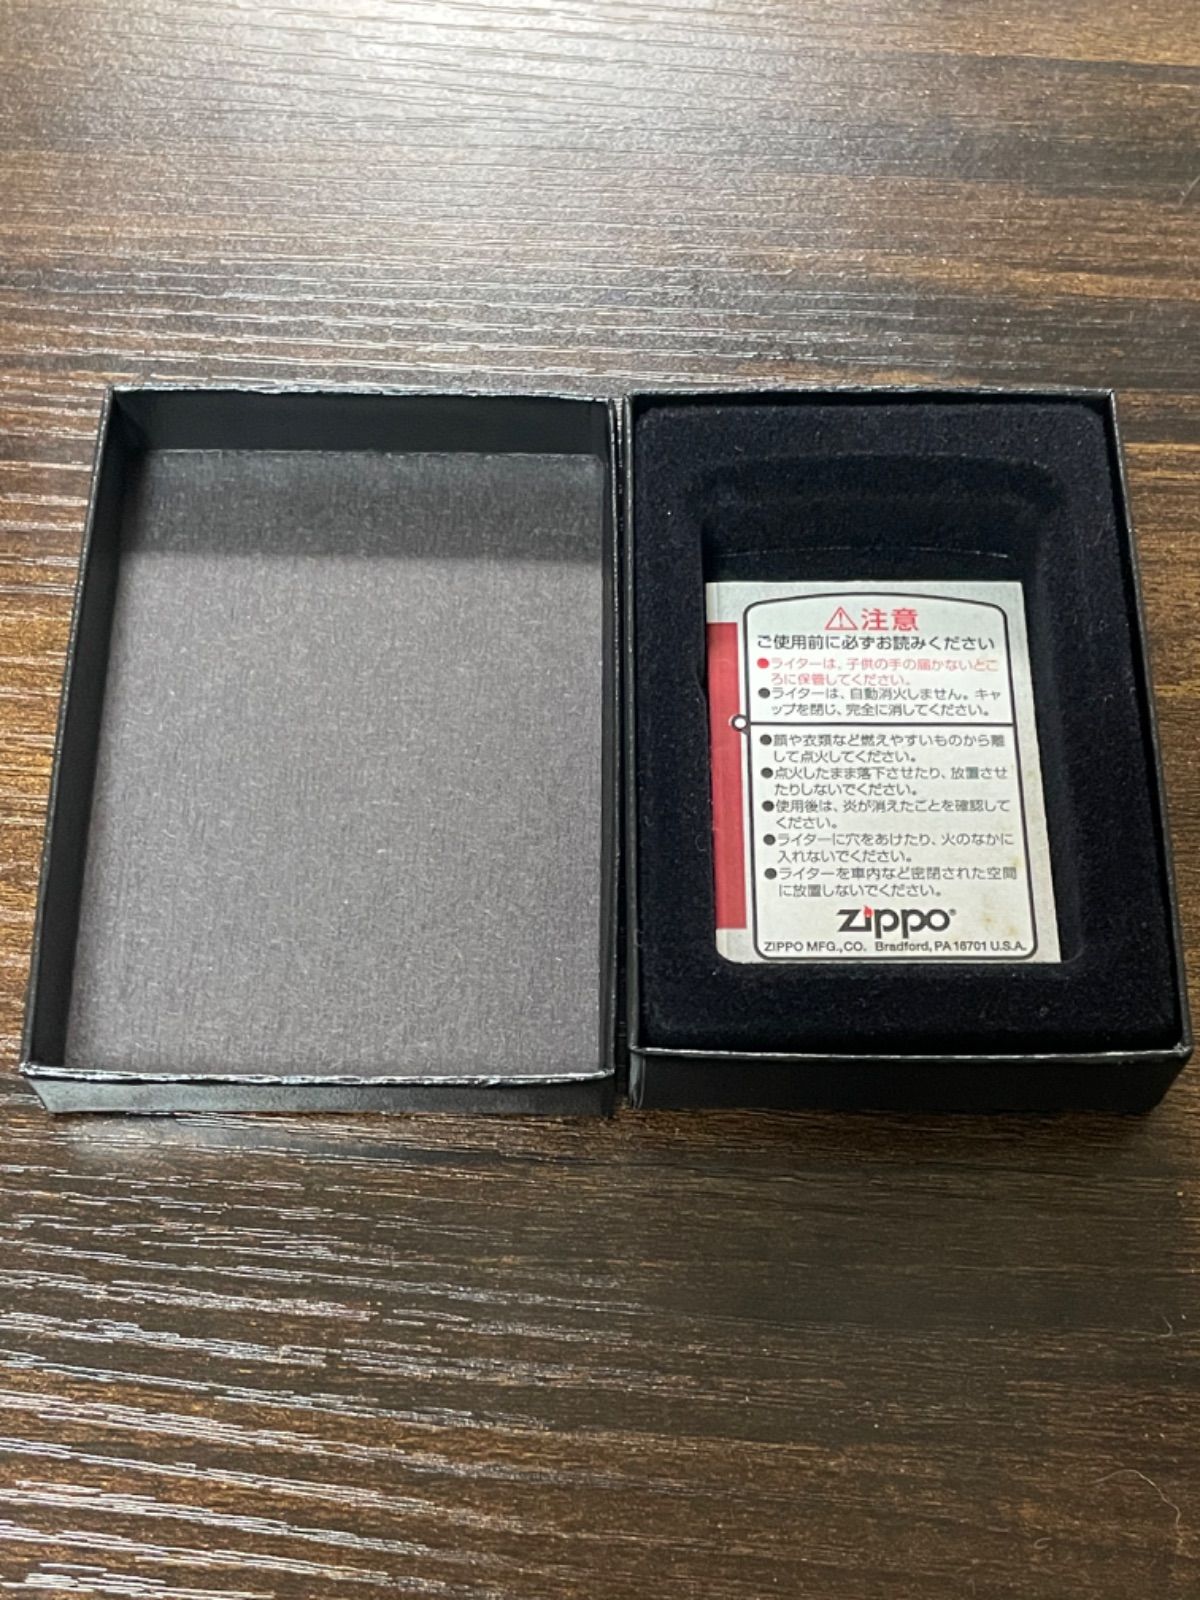 ⚠注意
ご使用前に必ずお読みください
●ライターは、子供の手の届かないとこ
ろに保管してください。
●ライターは、自動消火しません。キャ
ップを閉じ、完全に消してください。
●顔や衣類など燃えやすいものから離
して点火してください。
●点火したまま落下させたり、放置させ
たりしないでください。
●使用後は、炎が消えたことを確認して
ください。
●ライターに穴をあけたり、火のなかに
入れないでください。
●ライターを車内など密閉された空間
に放置しないでください。
Zippo®
ZIPPO MFG.,CO. Bradford, PA 16701 U.S.A.